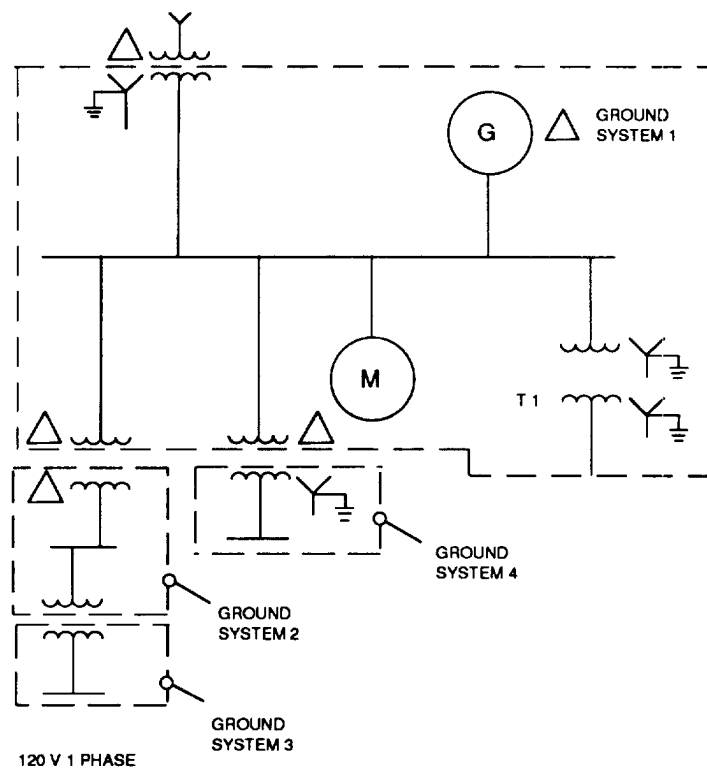 G
GROUND
SYSTEM 1
M
T 1
GROUND
SYSTEM 4
GROUND
SYSTEM 2
GROUND
SYSTEM 3
120 V 1 PHASE